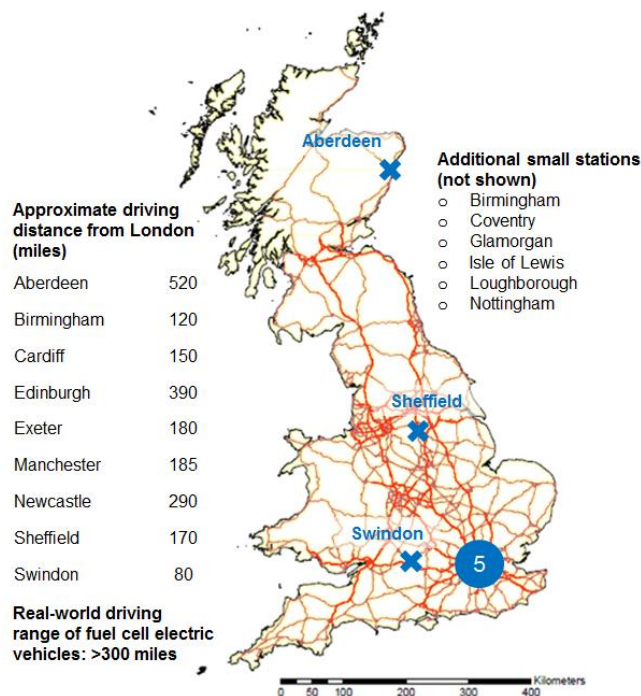 Aberdeen
Additional small stations
(not shown)
o Birmingham
o Coventry
o Glamorgan
o Isle of Lewis
o Loughborough
o Nottingham
Approximate driving
distance from London
(miles)
Aberdeen 520
Birmingham 120
Cardiff 150
Edinburgh 390
Exeter 180
Manchester 185
Newcastle 290
Sheffield 170
Swindon 80
Real-world driving
range of fuel cell electric
vehicles: >300 miles
Sheffield
Swindon
5
Kilometers
0 50 100 200 300 400